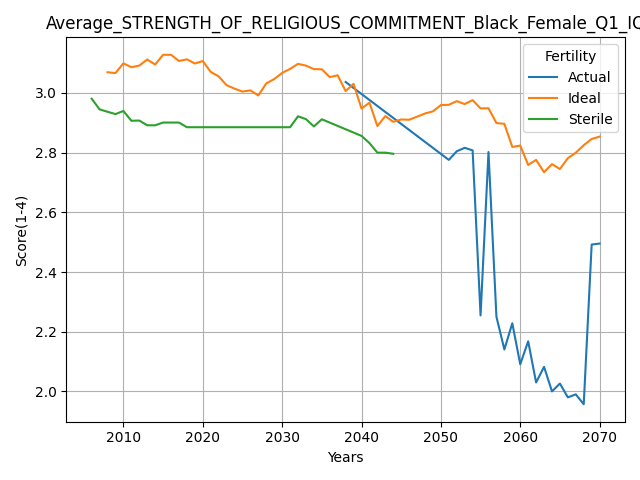 Average_STRENGTH_OF_RELIGIOUS_COMMITMENT_Black_Female_Q1_IQ
Fertility
Actual
Ideal
Sterile
Score(1-4)
3.0
2.8
2.6
2.4
2.2
2.0
2010 2020 2030 2040 2050 2060 2070
Years